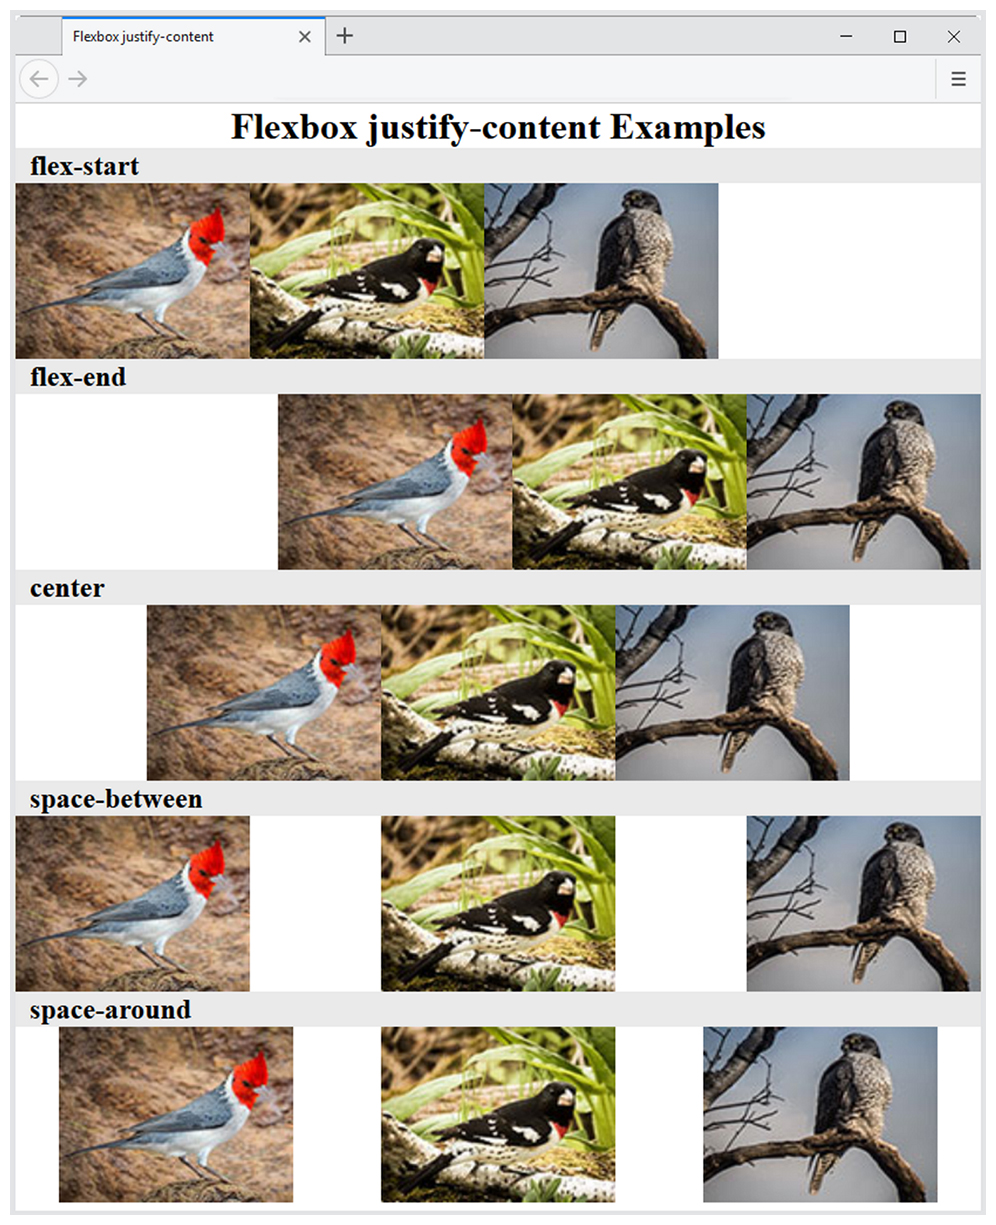 Flexbox justify-content
Flexbox justify-content Examples
flex-start
flex-end
center
space-between
space-around